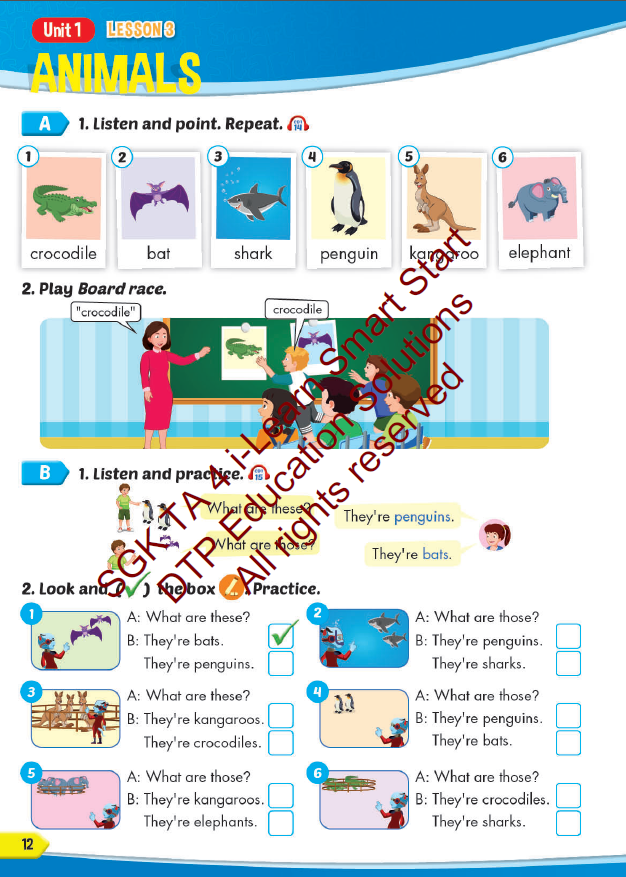 Unit 1 LESSON 3
ANIMALS
A 1. Listen and point. Repeat. CD1 14
1 2 3 4 5 6
crocodile bat shark penguin kangaroo elephant
2. Play Board race.
"crocodile" crocodile
B 1. Listen and practice. CD1 15
What are these? They're penguins.
What are those? They're bats.
2. Look and (✓) the box. Practice.
1
A: What are these?
B: They're bats. ✓
They're penguins.
2
A: What are those?
B: They're penguins.
They're sharks.
3
A: What are these?
B: They're kangaroos.
They're crocodiles.
4
A: What are those?
B: They're penguins.
They're bats.
5
A: What are those?
B: They're kangaroos.
They're elephants.
6
A: What are those?
B: They're crocodiles.
They're sharks.
12
SGK TA 4 i-Learn Smart Start
DTP Education Solutions
All rights reserved